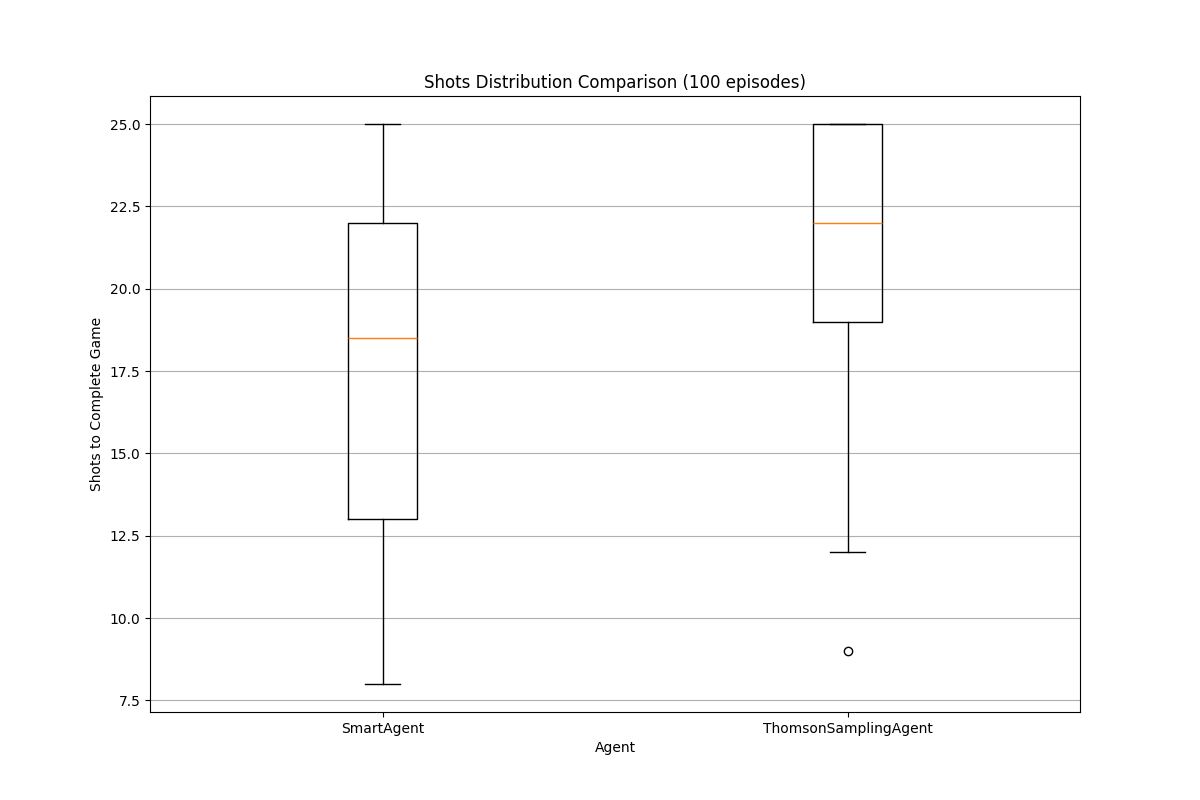 Shots Distribution Comparison (100 episodes)
25.0
22.5
20.0
17.5
15.0
12.5
10.0
7.5
Shots to Complete Game
SmartAgent
ThomsonSamplingAgent
Agent